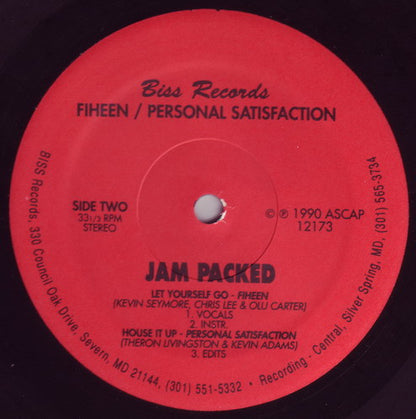 Biss Records
FIHEEN / PERSONAL SATISFACTION
SIDE TWO
33 1/3 RPM
STEREO
© ℗ 1990 ASCAP
12173
JAM PACKED
LET YOURSELF GO - FIHEEN
(KEVIN SEYMORE, CHRIS LEE & OLU CARTER)
1. VOCALS
2. INSTR.
HOUSE IT UP - PERSONAL SATISFACTION
(THERON LIVINGSTON & KEVIN ADAMS)
3. EDITS
BISS Records, 330 Council Oak Drive, Severn, MD 21144, (301) 551-5332 • Recording - Central, Silver Spring, MD, (301) 565-3734